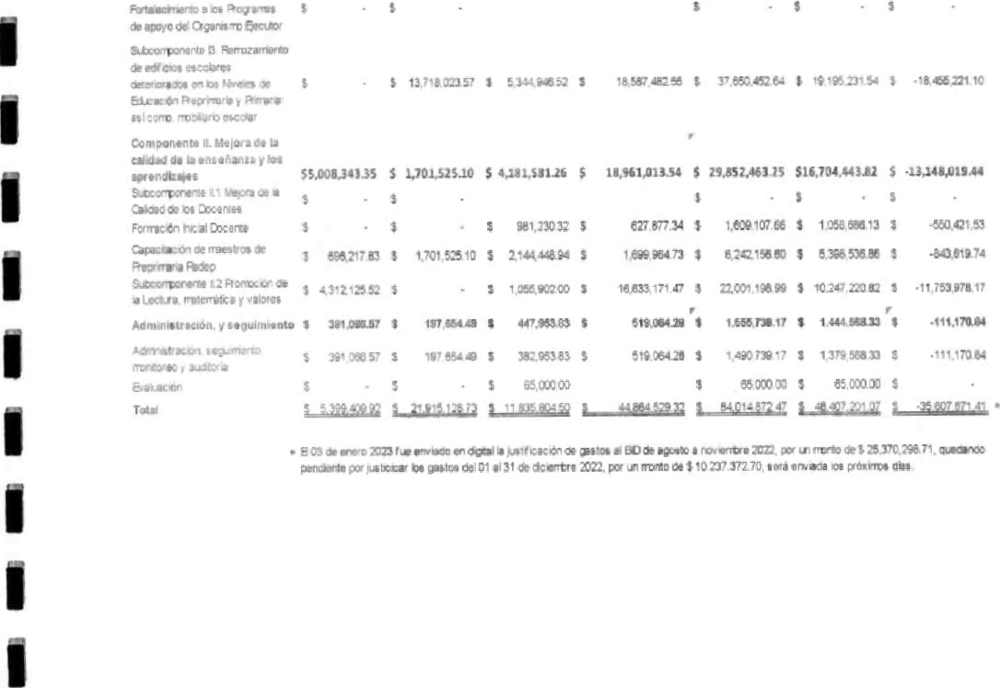 Fortalecimiento a los Programas $ - $ - $ - $ - $ -
de apoyo del Organismo Ejecutor
Subcomponente I3. Remozamiento
de edificios escolares
deteriorados en los Niveles de $ - $ 13,718,023.57 $ 5,344,946.52 $ 18,587,482.55 $ 37,650,452.64 $ 19,195,231.54 $ -18,455,221.10
Educación Preprimaria y Primaria:
así como, mobiliario escolar
Componente II. Mejora de la
calidad de la enseñanza y los
aprendizajes $5,008,343.35 $ 1,701,525.10 $ 4,181,581.26 $ 18,961,013.54 $ 29,852,463.25 $16,704,443.82 $ -13,148,019.44
Subcomponente II.1 Mejora de la $ - $ - $ - $ - $ -
Calidad de los Docentes
Formación Inicial Docente $ - $ - $ 981,230.32 $ 627,877.34 $ 1,609,107.66 $ 1,058,686.13 $ -550,421.53
Capacitación de maestros de $ 696,217.83 $ 1,701,525.10 $ 2,144,448.94 $ 1,699,964.73 $ 6,242,156.60 $ 5,398,536.86 $ -843,619.74
Preprimaria Padep
Subcomponente II.2 Promoción de $ 4,312,125.52 $ - $ 1,055,902.00 $ 16,633,171.47 $ 22,001,198.99 $ 10,247,220.82 $ -11,753,978.17
la Lectura, matemática y valores
Administración, y seguimiento $ 391,066.57 $ 197,654.49 $ 447,953.83 $ 519,064.28 $ 1,555,739.17 $ 1,444,568.33 $ -111,170.84
Administración, seguimiento, $ 391,066.57 $ 197,654.49 $ 382,953.83 $ 519,064.28 $ 1,490,739.17 $ 1,379,568.33 $ -111,170.84
monitoreo y auditoria
Evaluación $ - $ - $ 65,000.00 $ 65,000.00 $ 65,000.00 $ -
Total $ 5,399,409.92 $ 21,915,128.73 $ 11,835,804.50 $ 44,864,529.32 $ 84,014,872.47 $ 48,407,201.07 $ -35,607,671.41 *
* El 03 de enero 2023 fue enviado en digital la justificación de gastos al BID de agosto a noviembre 2022, por un monto de $ 25,370,298.71, quedando
pendiente por justicicar los gastos del 01 al 31 de diciembre 2022, por un monto de $ 10.237.372.70, será enviada los próximos días.